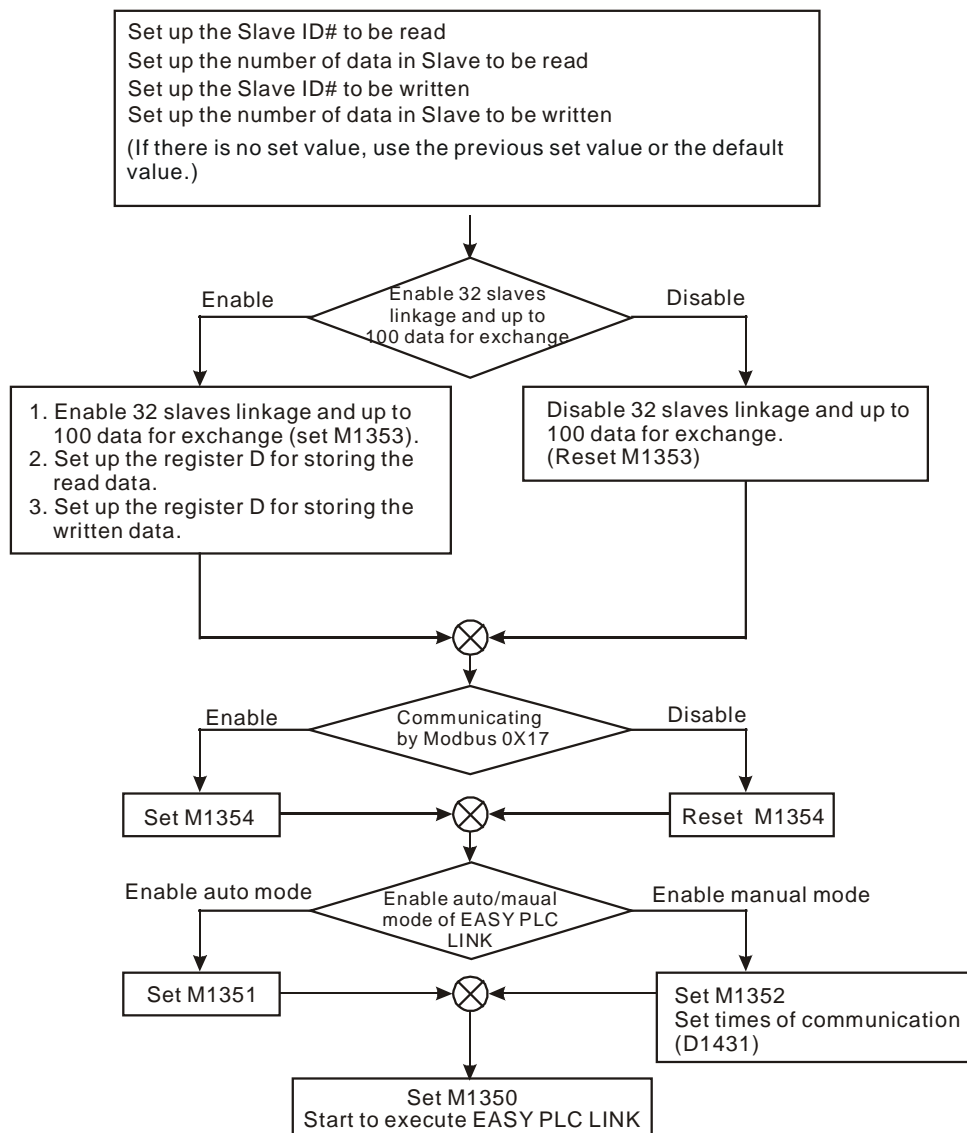 Set up the Slave ID# to be read
Set up the number of data in Slave to be read
Set up the Slave ID# to be written
Set up the number of data in Slave to be written
(If there is no set value, use the previous set value or the default
value.)
Enable
Enable 32 slaves
linkage and up to
100 data for exchange
Disable
1. Enable 32 slaves linkage and up to
100 data for exchange (set M1353).
2. Set up the register D for storing the
read data.
3. Set up the register D for storing the
written data.
Disable 32 slaves linkage and up to
100 data for exchange.
(Reset M1353)
Enable
Communicating
by Modbus 0X17
Disable
Set M1354
Reset M1354
Enable auto mode
Enable auto/maual
mode of EASY PLC
LINK
Enable manual mode
Set M1351
Set M1352
Set times of communication
(D1431)
Set M1350
Start to execute EASY PLC LINK